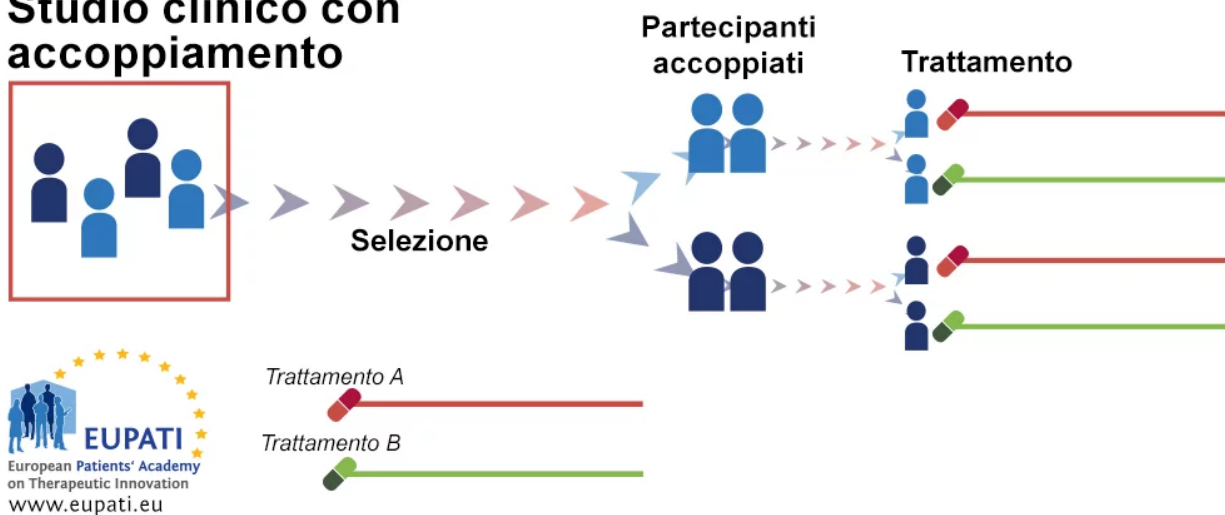 Studio clinico con
accoppiamento
Partecipanti
accoppiati
Trattamento
Selezione
Trattamento A
Trattamento B
EUPATI
European Patients' Academy
on Therapeutic Innovation
www.eupati.eu